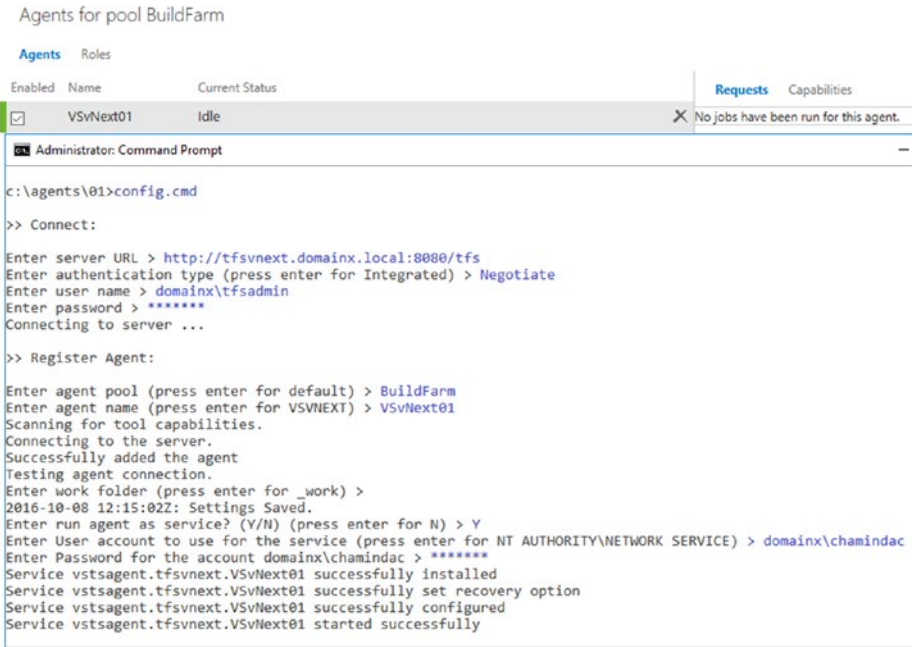 Agents for pool BuildFarm
Agents Roles
Enabled Name Current Status
Requests Capabilities
VSvNext01 Idle
No jobs have been run for this agent.
Administrator: Command Prompt
c:\agents\01>config.cmd
>> Connect:
Enter server URL > http://tfsvnext.domainx.local:8080/tfs
Enter authentication type (press enter for Integrated) > Negotiate
Enter user name > domainx\tfsadmin
Enter password > *******
Connecting to server ...
>> Register Agent:
Enter agent pool (press enter for default) > BuildFarm
Enter agent name (press enter for VSVNEXT) > VSvNext01
Scanning for tool capabilities.
Connecting to the server.
Successfully added the agent
Testing agent connection.
Enter work folder (press enter for _work) >
2016-10-08 12:15:02Z: Settings Saved.
Enter run agent as service? (Y/N) (press enter for N) > Y
Enter User account to use for the service (press enter for NT AUTHORITY\NETWORK SERVICE) > domainx\chamindac
Enter Password for the account domainx\chamindac > *******
Service vstsagent.tfsvnext.VSvNext01 successfully installed
Service vstsagent.tfsvnext.VSvNext01 successfully set recovery option
Service vstsagent.tfsvnext.VSvNext01 successfully configured
Service vstsagent.tfsvnext.VSvNext01 started successfully